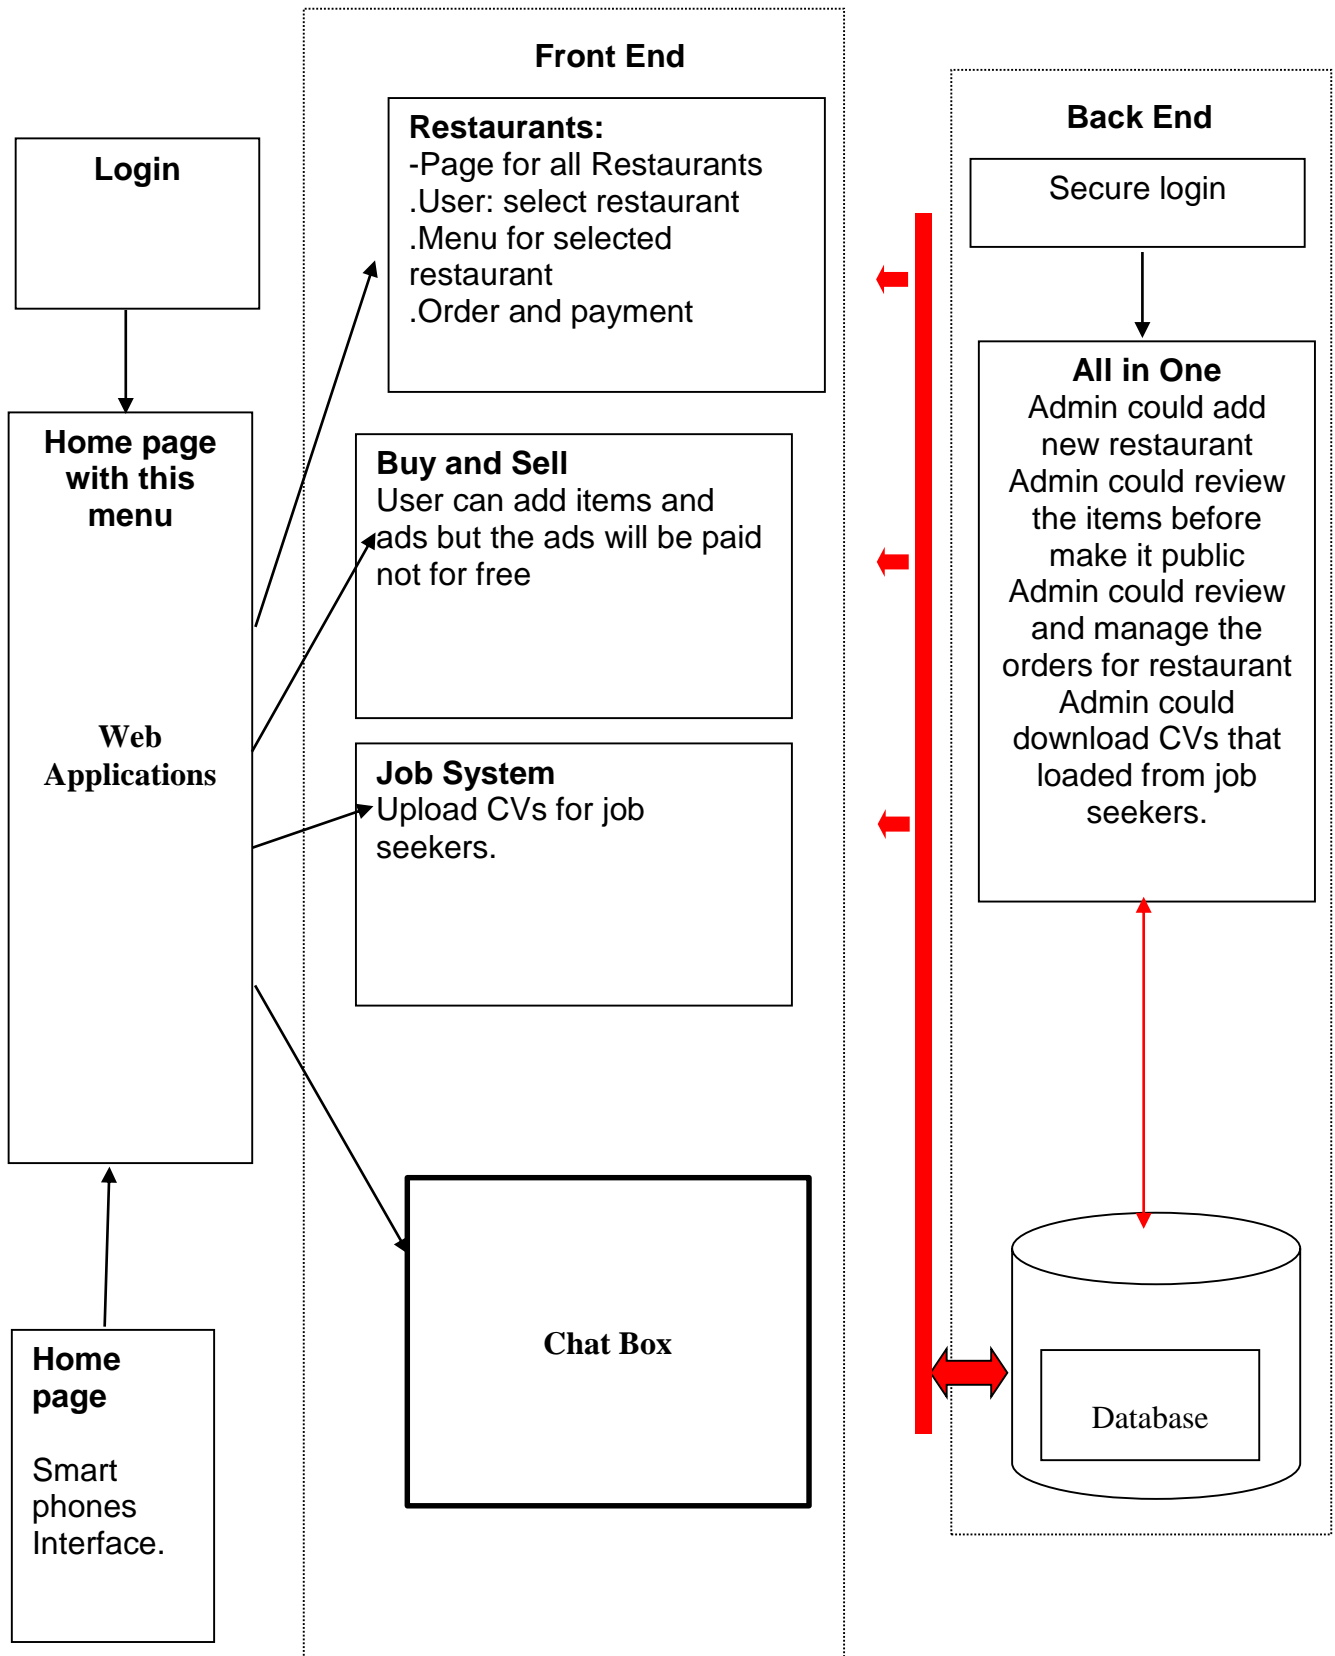 Front End
Back End
Login
Restaurants:
-Page for all Restaurants
.User: select restaurant
.Menu for selected
restaurant
.Order and payment
Secure login
Home page
with this
menu
Web
Applications
Buy and Sell
User can add items and
ads but the ads will be paid
not for free
All in One
Admin could add
new restaurant
Admin could review
the items before
make it public
Admin could review
and manage the
orders for restaurant
Admin could
download CVs that
loaded from job
seekers.
Job System
Upload CVs for job
seekers.
Home
page
Smart
phones
Interface.
Chat Box
Database